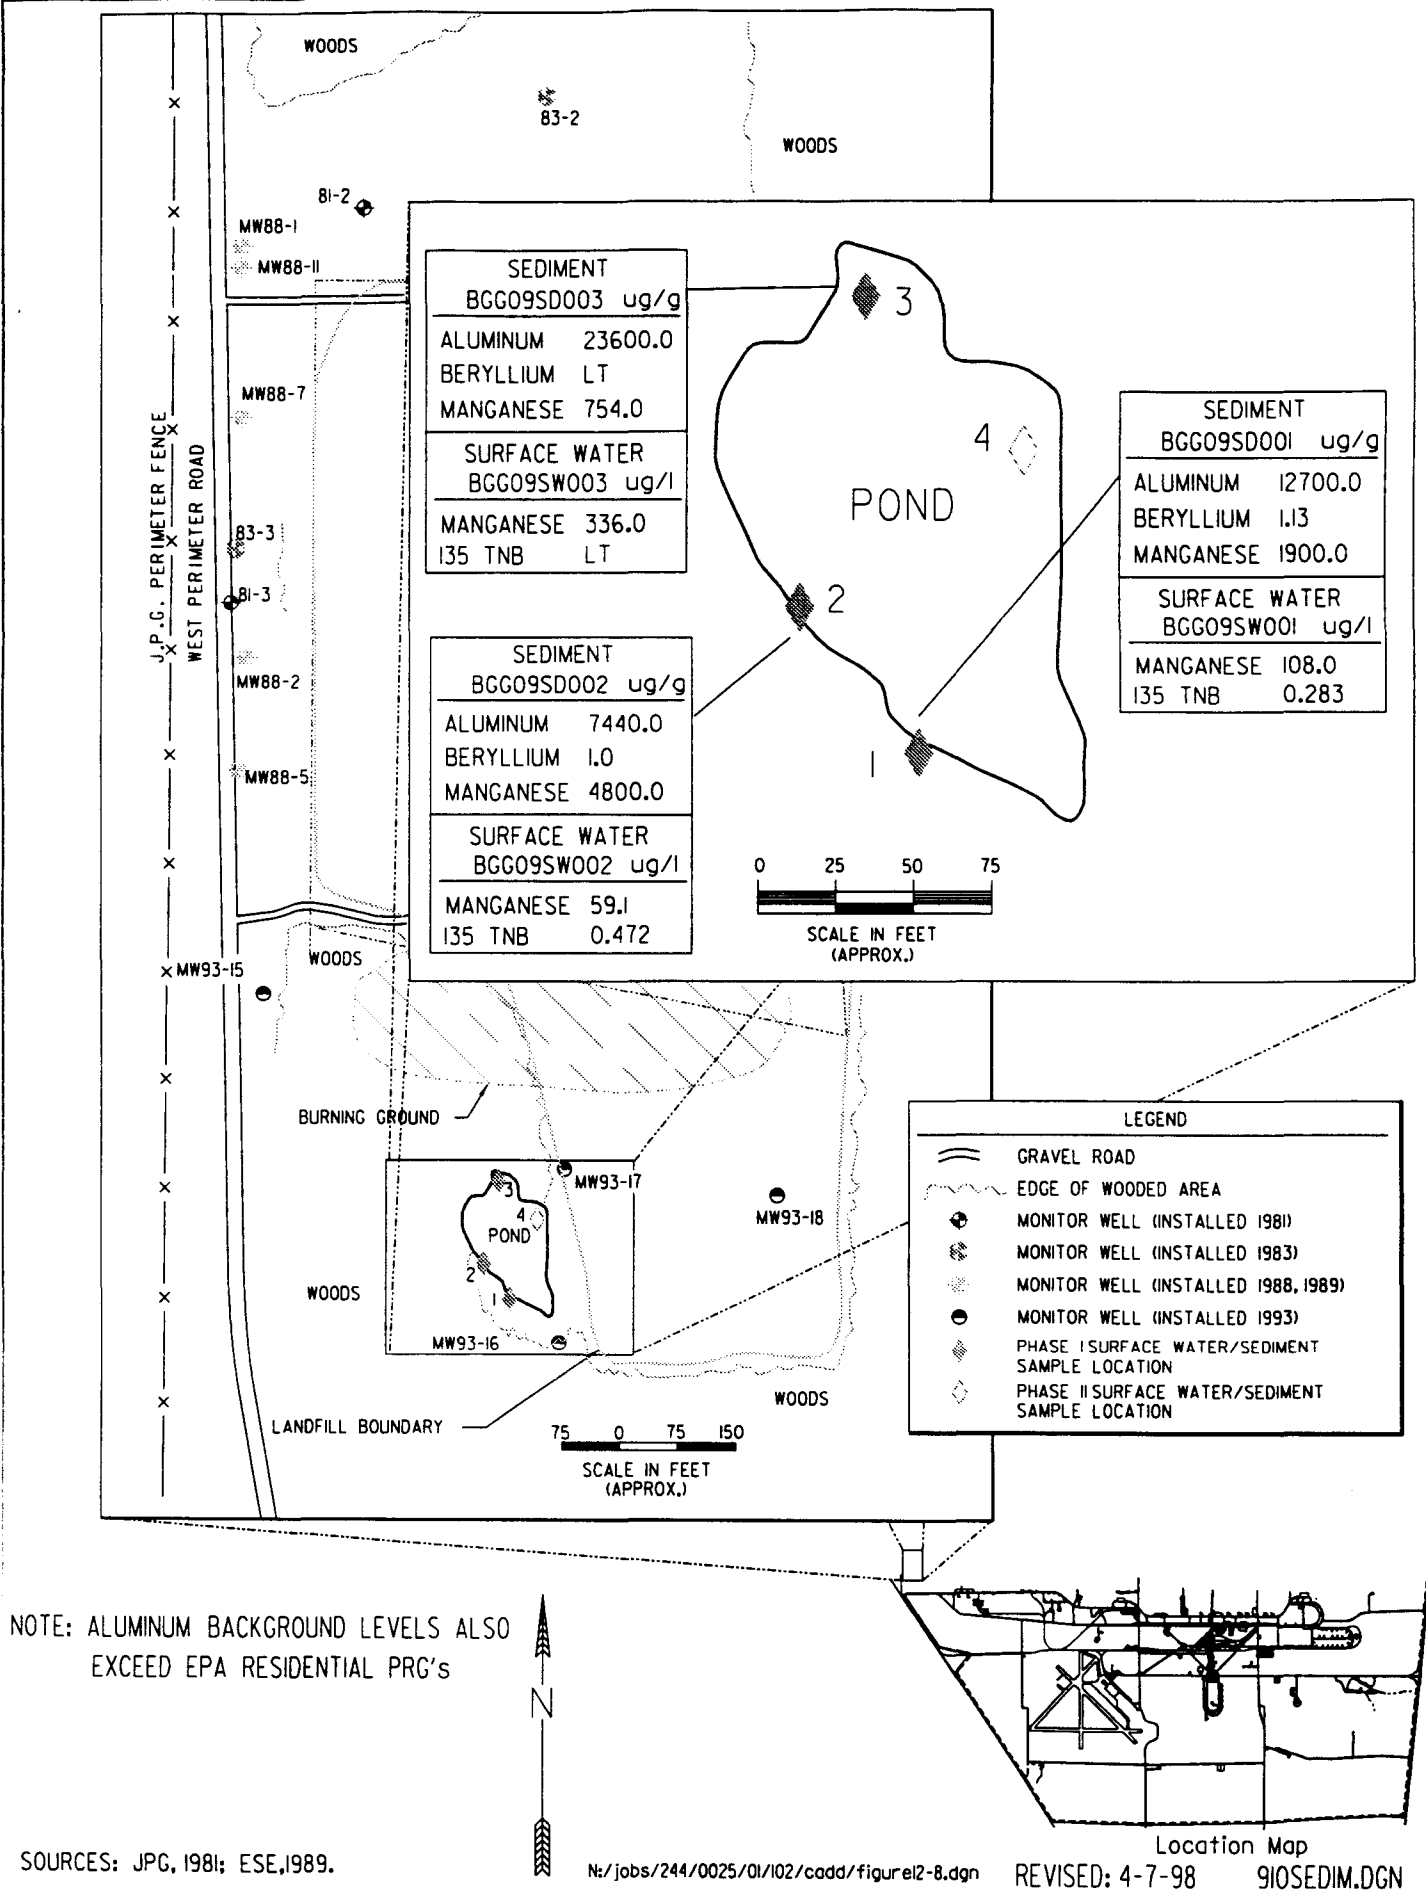 WOODS
83-2
WOODS
81-2
MW88-1
MW88-11
MW88-7
J.P.G. PERIMETER FENCE
WEST PERIMETER ROAD
83-3
81-3
MW88-2
MW88-5
MW93-15
WOODS
SEDIMENT
BGG09SD003 ug/g
ALUMINUM 23600.0
BERYLLIUM LT
MANGANESE 754.0
SURFACE WATER
BGG09SW003 ug/l
MANGANESE 336.0
135 TNB LT
SEDIMENT
BGG09SD002 ug/g
ALUMINUM 7440.0
BERYLLIUM 1.0
MANGANESE 4800.0
SURFACE WATER
BGG09SW002 ug/l
MANGANESE 59.1
135 TNB 0.472
3
4
POND
2
1
SEDIMENT
BGG09SD001 ug/g
ALUMINUM 12700.0
BERYLLIUM 1.13
MANGANESE 1900.0
SURFACE WATER
BGG09SW001 ug/l
MANGANESE 108.0
135 TNB 0.283
0 25 50 75
SCALE IN FEET
(APPROX.)
BURNING GROUND
MW93-17
3
4
POND
2
1
MW93-18
WOODS
MW93-16
WOODS
LANDFILL BOUNDARY
75 0 75 150
SCALE IN FEET
(APPROX.)
LEGEND
GRAVEL ROAD
EDGE OF WOODED AREA
MONITOR WELL (INSTALLED 1981)
MONITOR WELL (INSTALLED 1983)
MONITOR WELL (INSTALLED 1988, 1989)
MONITOR WELL (INSTALLED 1993)
PHASE I SURFACE WATER/SEDIMENT
SAMPLE LOCATION
PHASE II SURFACE WATER/SEDIMENT
SAMPLE LOCATION
NOTE: ALUMINUM BACKGROUND LEVELS ALSO
EXCEED EPA RESIDENTIAL PRG's
N
Location Map
SOURCES: JPG, 1981; ESE, 1989.
N:/jobs/244/0025/01/102/cadd/figure12-8.dgn
REVISED: 4-7-98 910SEDIM.DGN